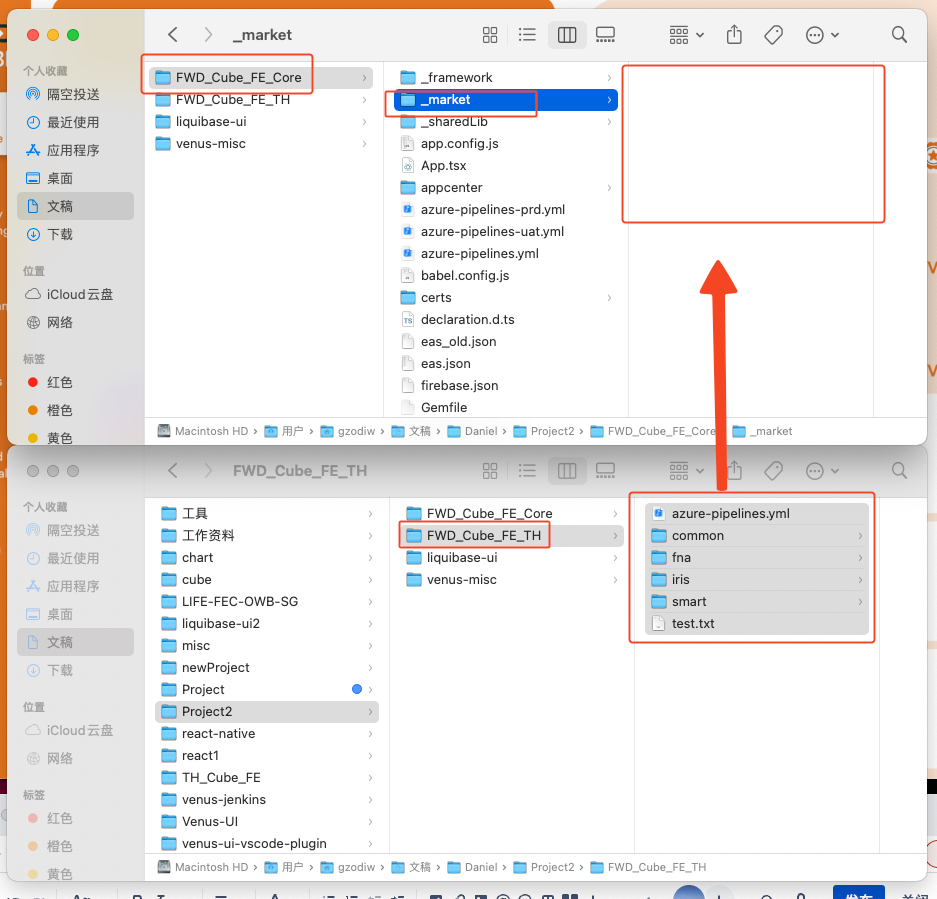 _market
个人收藏
隔空投送
最近使用
应用程序
桌面
文稿
下载
位置
iCloud云盘
网络
标签
红色
橙色
黄色
FWD_Cube_FE_Core
FWD_Cube_FE_TH
liquibase-ui
venus-misc
_framework
_market
_sharedLib
app.config.js
App.tsx
appcenter
azure-pipelines-prd.yml
azure-pipelines-uat.yml
azure-pipelines.yml
babel.config.js
certs
declaration.d.ts
eas_old.json
eas.json
firebase.json
Gemfile
Macintosh HD › 用户 › gzodiw › 文稿 › Daniel › Project2 › FWD_Cube_FE_Core _market
FWD_Cube_FE_TH
个人收藏
隔空投送
最近使用
应用程序
桌面
文稿
下载
位置
iCloud云盘
网络
标签
红色
橙色
黄色
工具
工作资料
chart
cube
LIFE-FEC-OWB-SG
liquibase-ui2
misc
newProject
Project
Project2
react-native
react1
TH_Cube_FE
venus-jenkins
Venus-UI
venus-ui-vscode-plugin
FWD_Cube_FE_Core
FWD_Cube_FE_TH
liquibase-ui
venus-misc
azure-pipelines.yml
common
fna
iris
smart
test.txt
Macintosh HD › 用户 › gzodiw › 文稿 › Daniel › Project2 › FWD_Cube_FE_TH